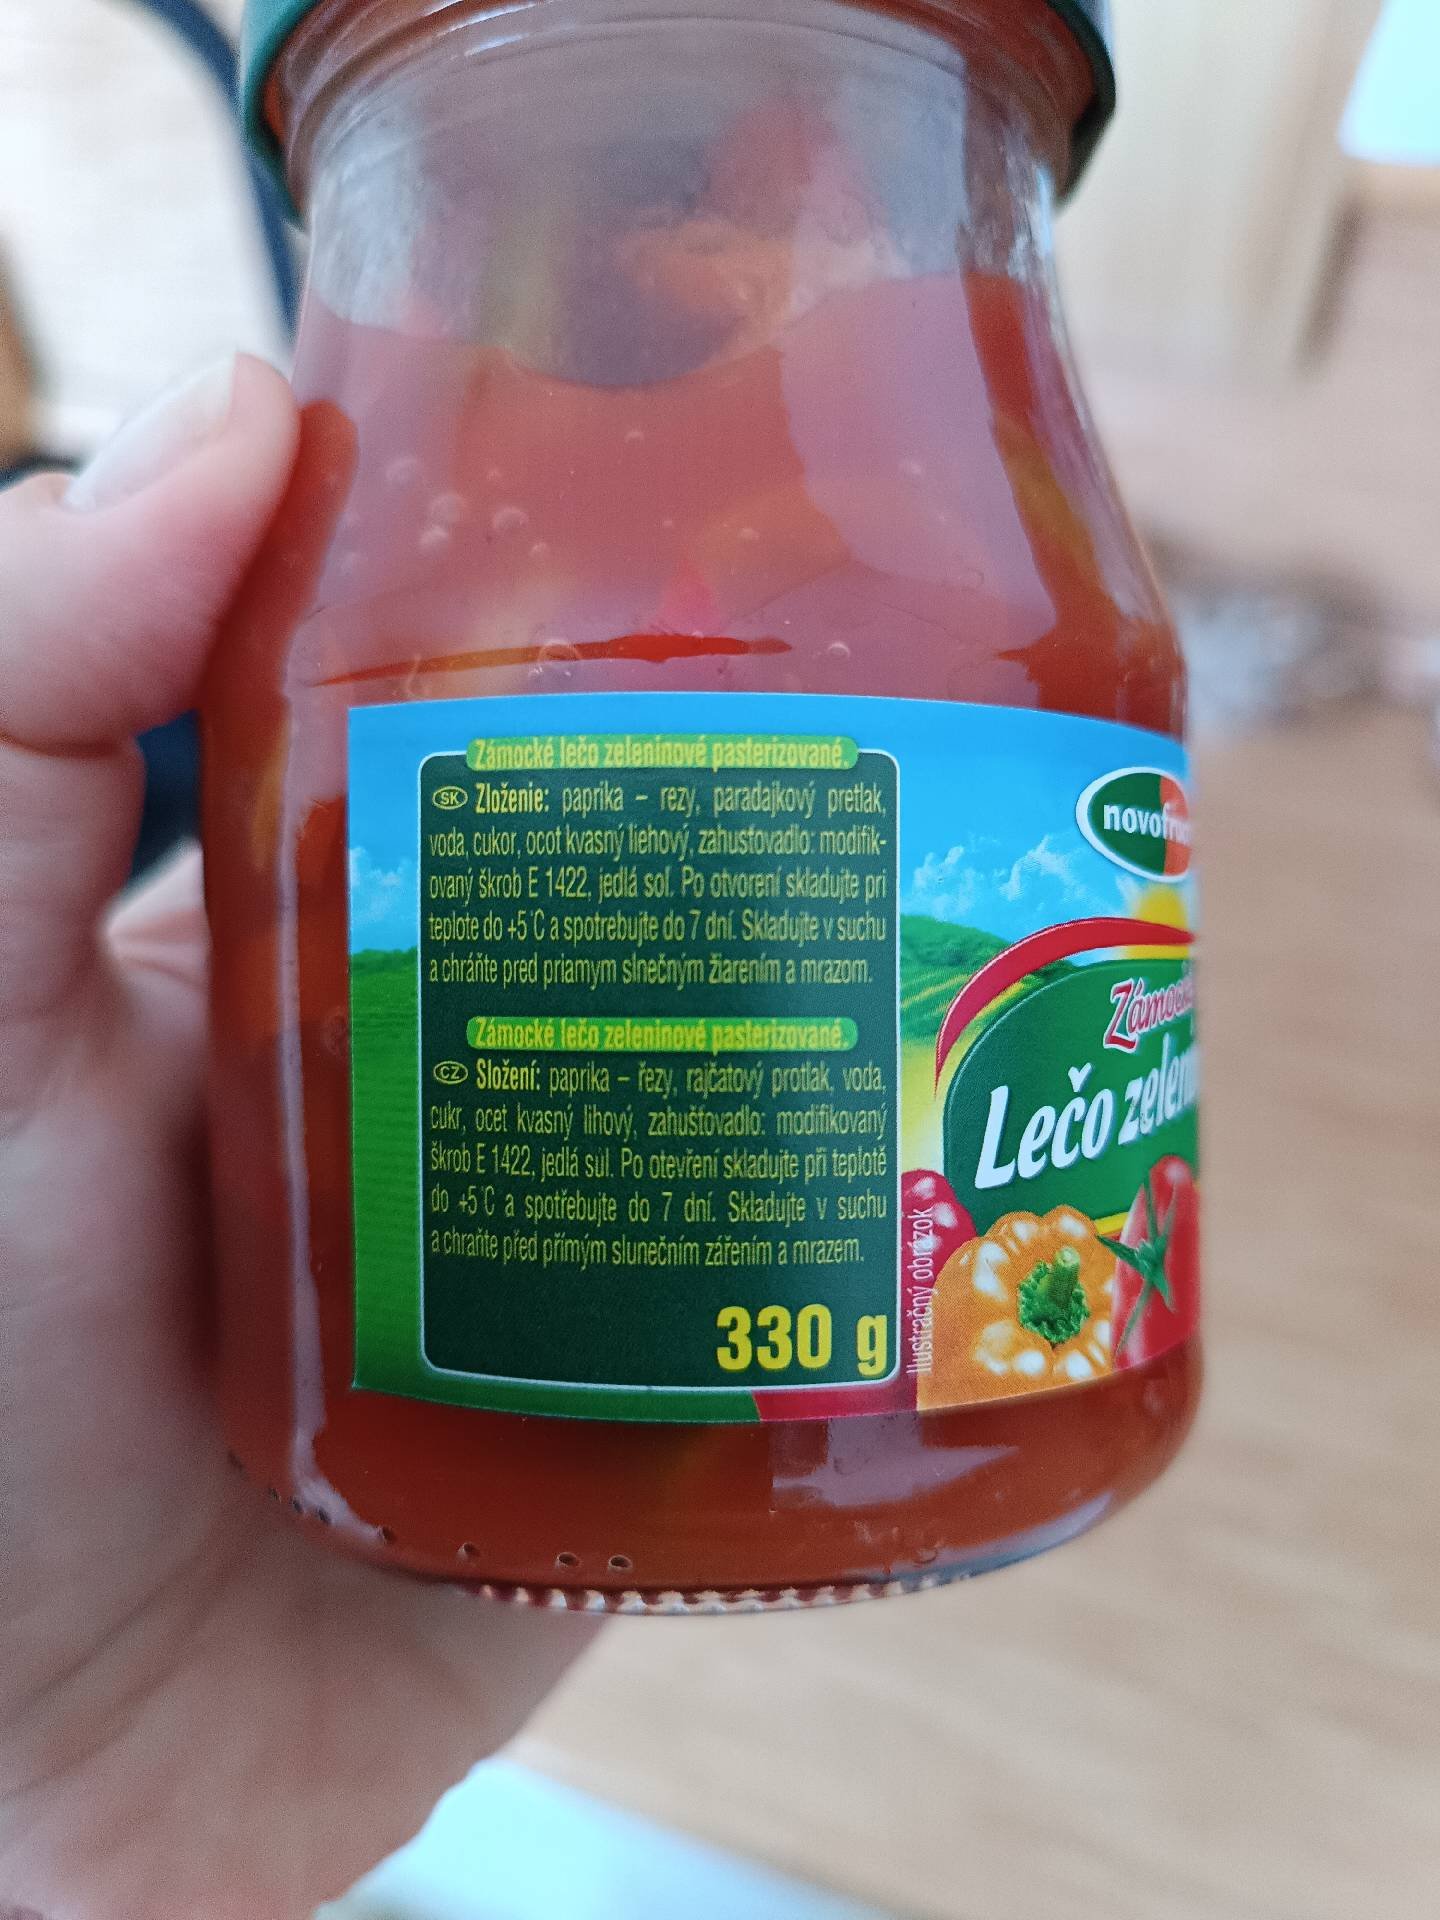 Zámocké lečo zeleninové pasterizované.
SK Zloženie: paprika – rezy, paradajkový pretlak,
voda, cukor, ocot kvasný liehový, zahusťovadlo: modifik-
ovaný škrob E 1422, jedlá soľ. Po otvorení skladujte pri
teplote do +5°C a spotrebujte do 7 dní. Skladujte v suchu
a chráňte pred priamym slnečným žiarením a mrazom.
Zámocké lečo zeleninové pasterizované.
CZ Složení: paprika – řezy, rajčatový protlak, voda,
cukr, ocet kvasný lihový, zahušťovadlo: modifikovaný
škrob E 1422, jedlá sůl. Po otevření skladujte při teplotě
do +5°C a spotřebujte do 7 dní. Skladujte v suchu
a chraňte před přímým slunečním zářením a mrazem.
330 g
Ilustračný obrázok
Lečo